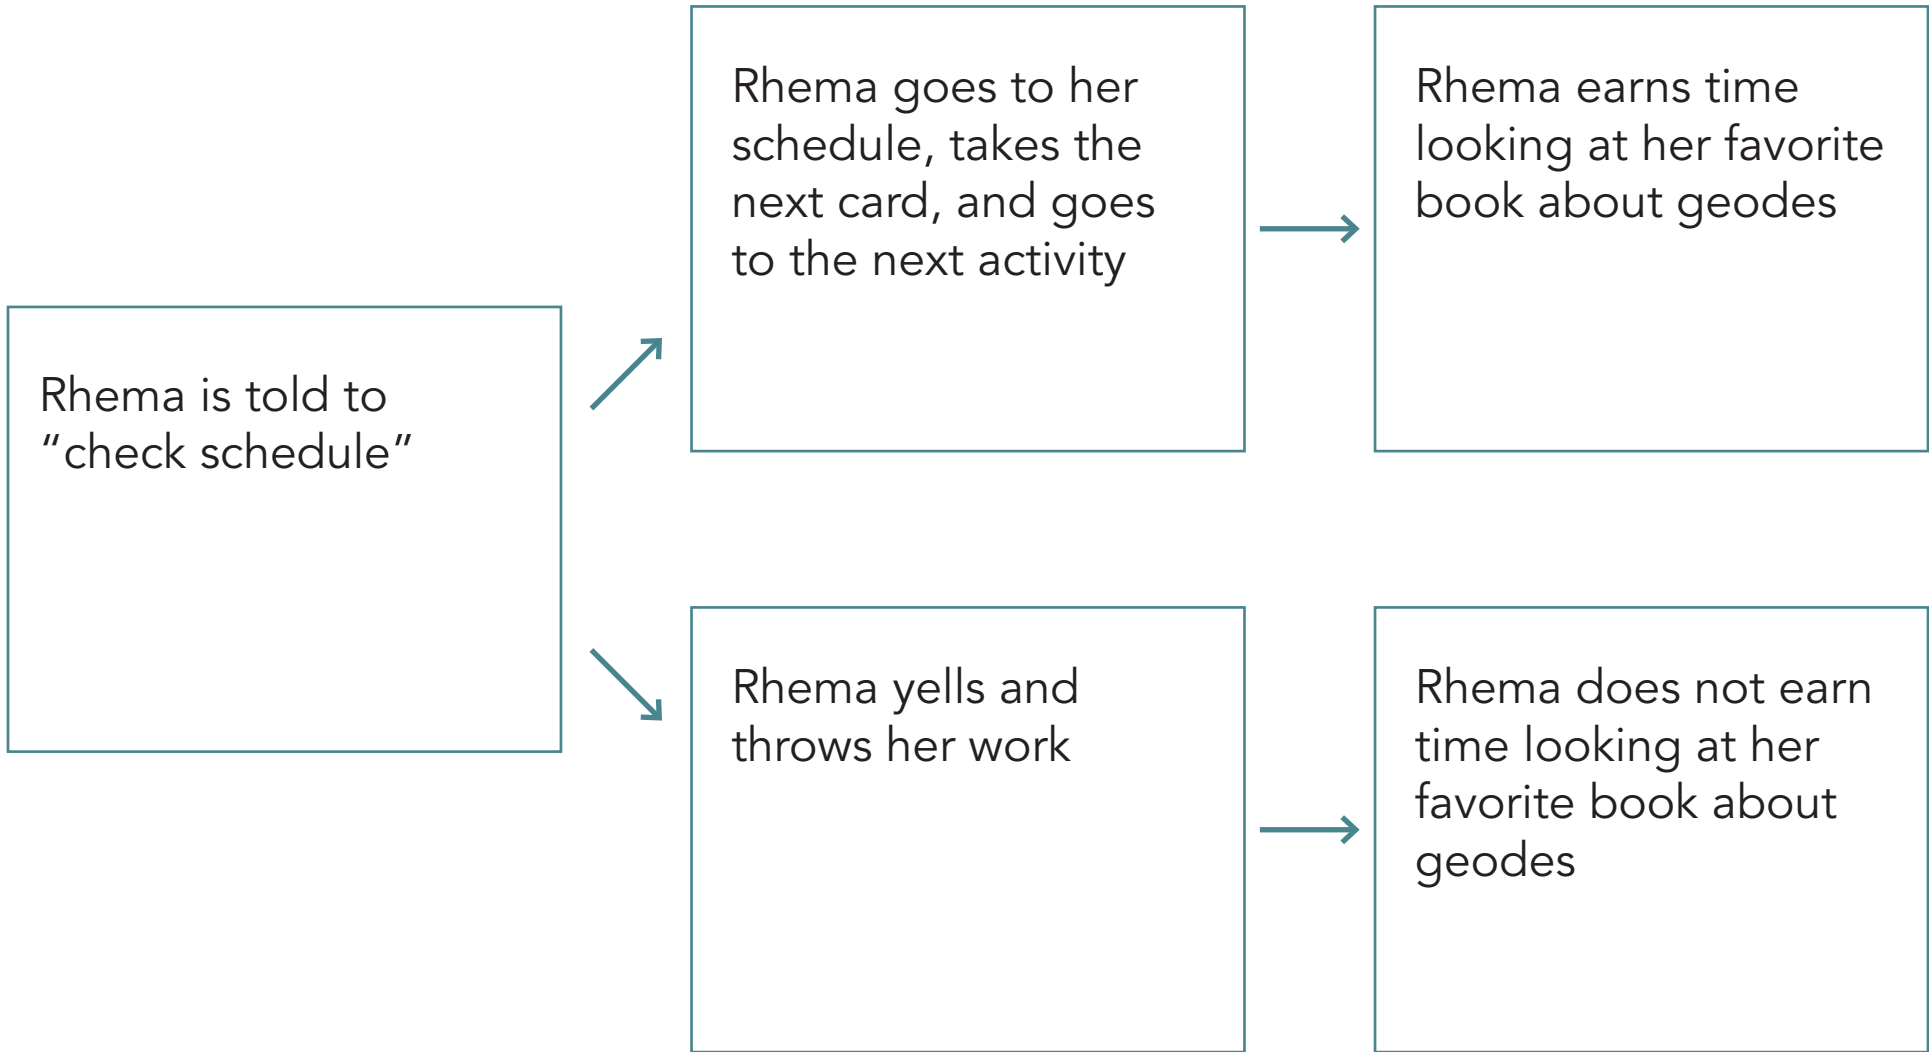 Rhema goes to her
schedule, takes the
next card, and goes
to the next activity
Rhema earns time
looking at her favorite
book about geodes
Rhema is told to
“check schedule”
Rhema yells and
throws her work
Rhema does not earn
time looking at her
favorite book about
geodes